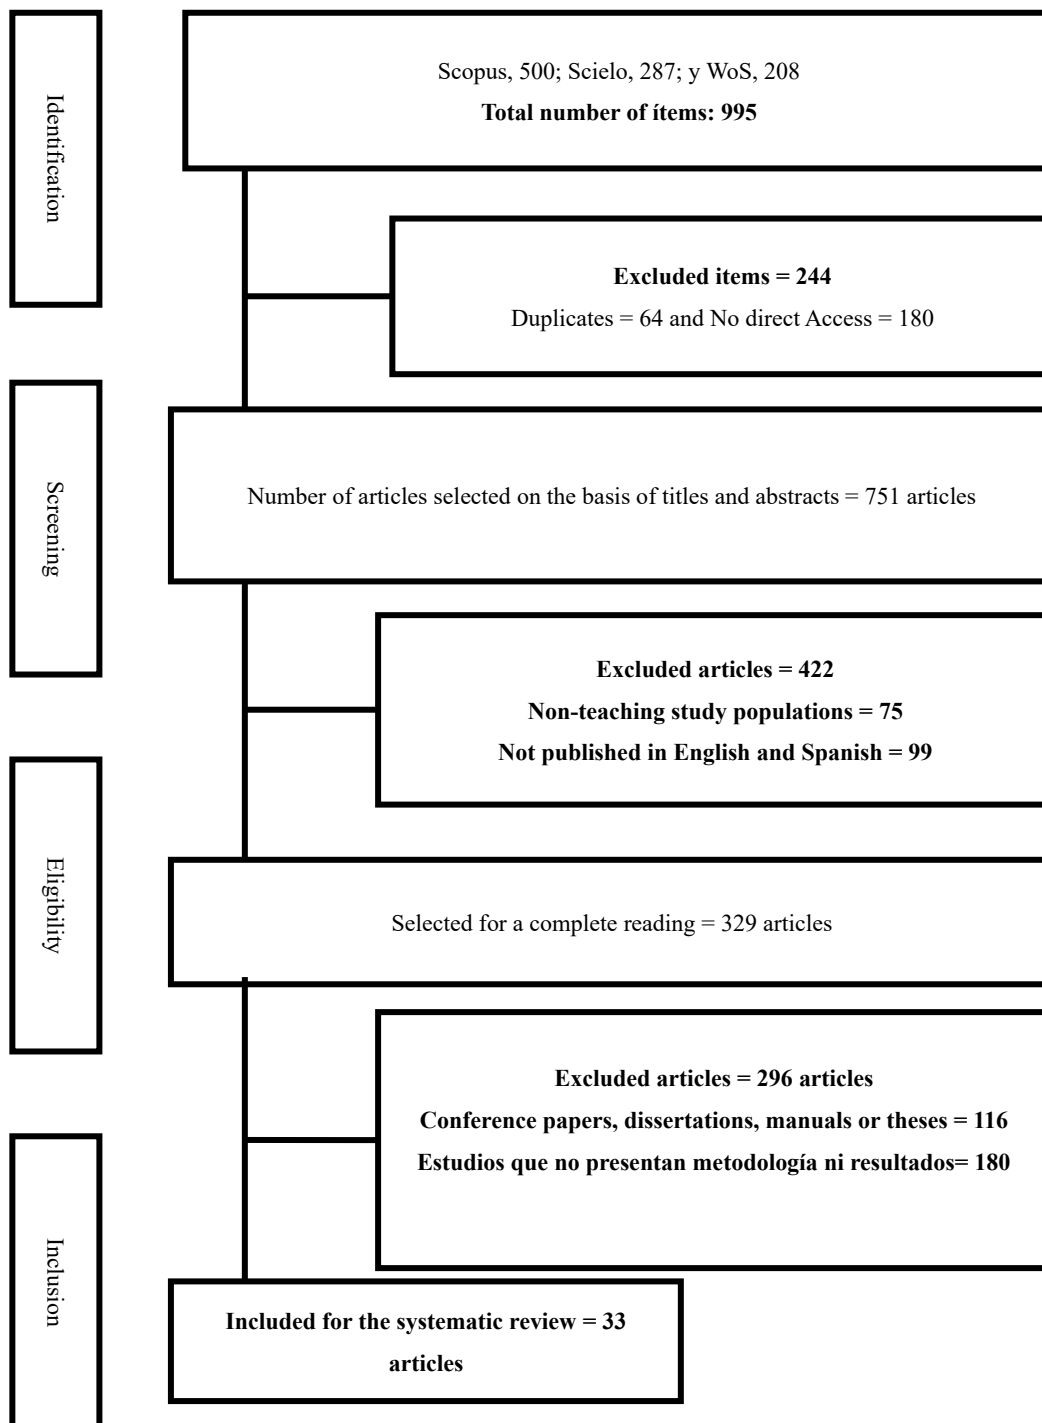 Identification
Scopus, 500; Scielo, 287; y WoS, 208
Total number of ítems: 995
Excluded items = 244
Duplicates = 64 and No direct Access = 180
Screening
Number of articles selected on the basis of titles and abstracts = 751 articles
Excluded articles = 422
Non-teaching study populations = 75
Not published in English and Spanish = 99
Eligibility
Selected for a complete reading = 329 articles
Excluded articles = 296 articles
Conference papers, dissertations, manuals or theses = 116
Estudios que no presentan metodología ni resultados= 180
Inclusion
Included for the systematic review = 33
articles